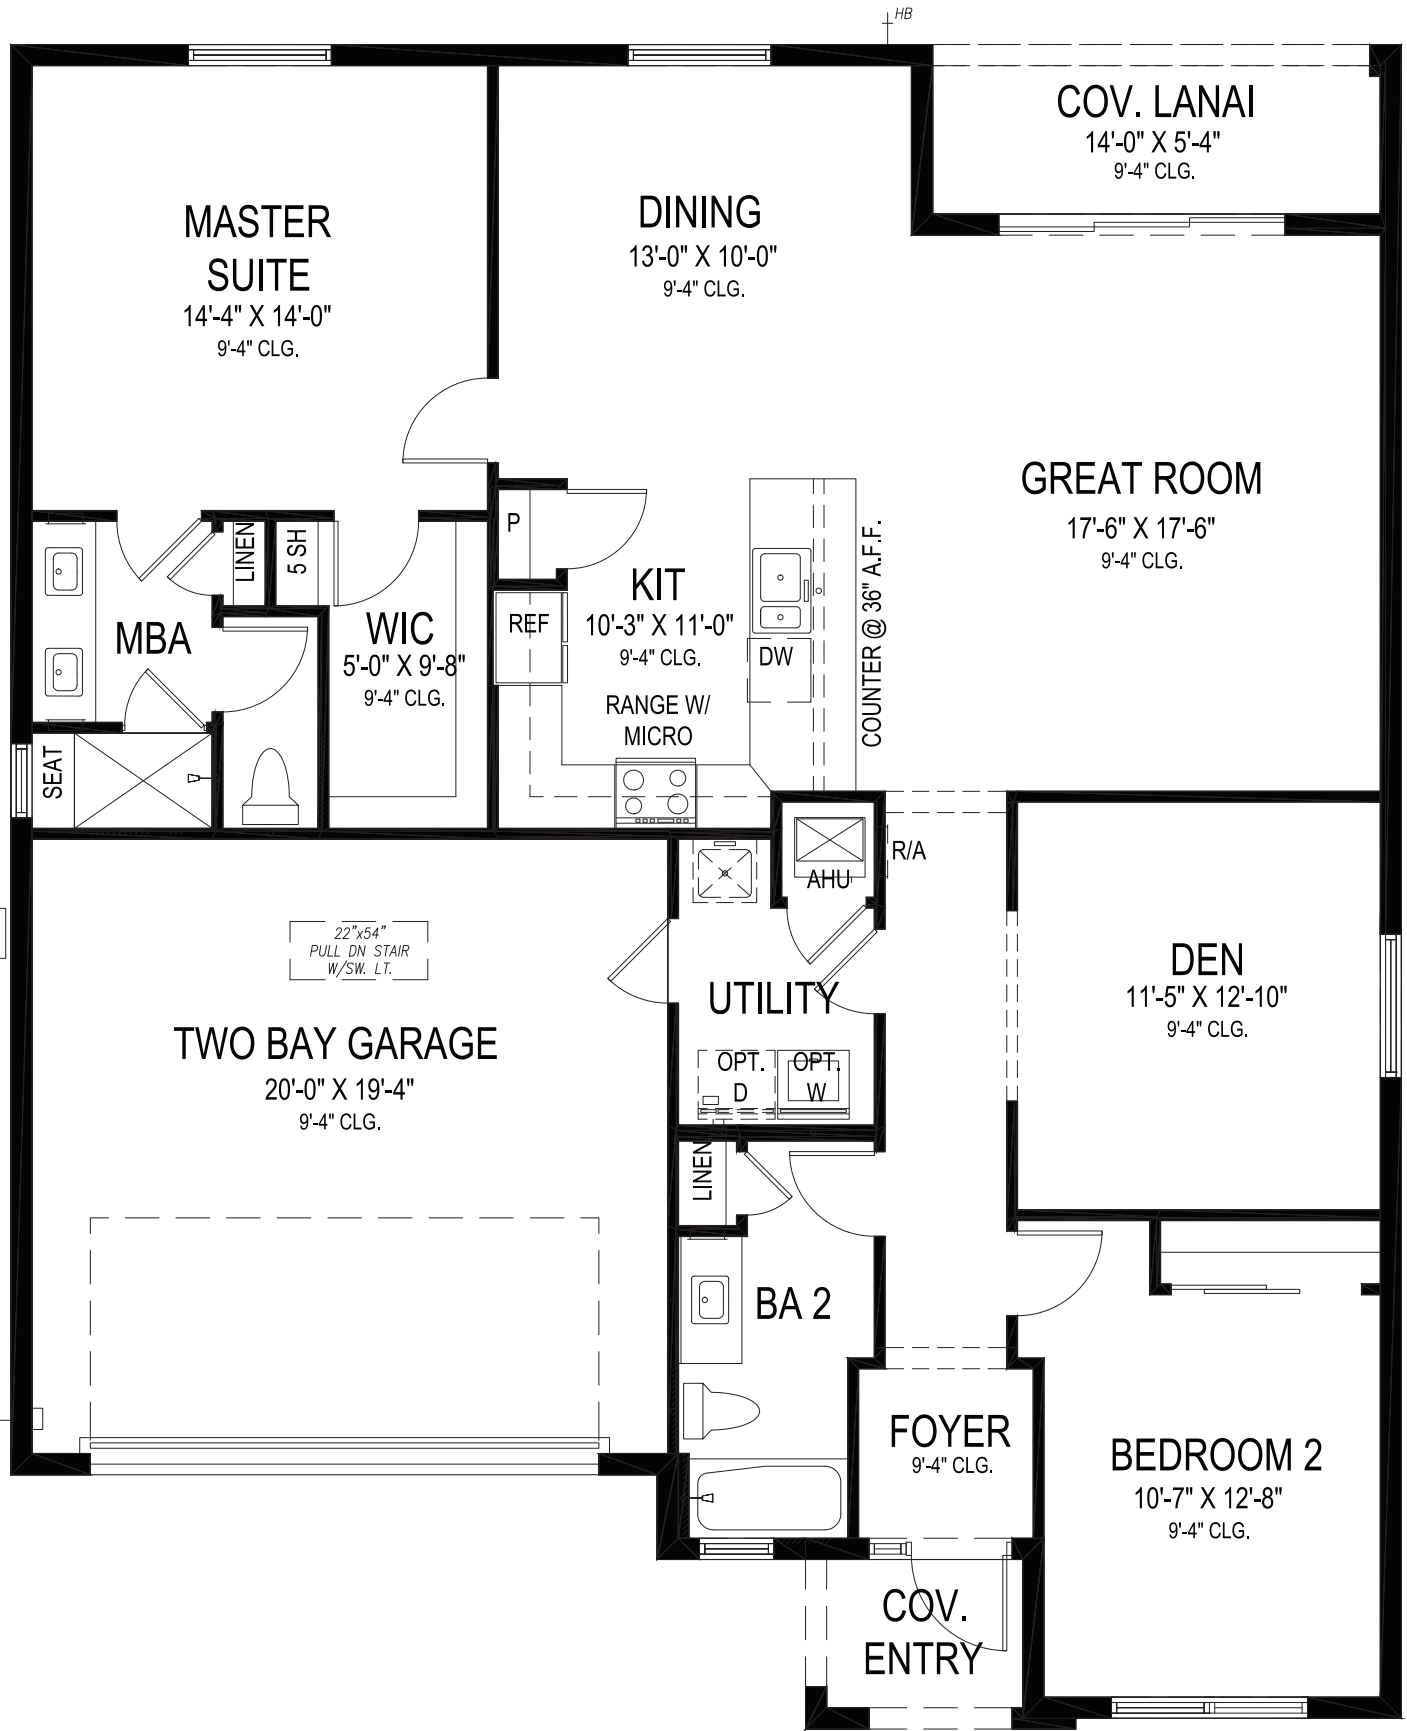 HB
COV. LANAI
14'-0" X 5'-4"
9'-4" CLG.
MASTER
SUITE
14'-4" X 14'-0"
9'-4" CLG.
DINING
13'-0" X 10'-0"
9'-4" CLG.
GREAT ROOM
17'-6" X 17'-6"
9'-4" CLG.
LINEN
5 SH
P
KIT
10'-3" X 11'-0"
9'-4" CLG.
REF
RANGE W/
MICRO
DW
COUNTER @ 36" A.F.F.
MBA
WIC
5'-0" X 9'-8"
9'-4" CLG.
SEAT
AHU
R/A
22"x54"
PULL DN STAIR
W/SW. LT.
TWO BAY GARAGE
20'-0" X 19'-4"
9'-4" CLG.
UTILITY
OPT.
D
OPT.
W
DEN
11'-5" X 12'-10"
9'-4" CLG.
LINEN
BA 2
FOYER
9'-4" CLG.
BEDROOM 2
10'-7" X 12'-8"
9'-4" CLG.
COV.
ENTRY